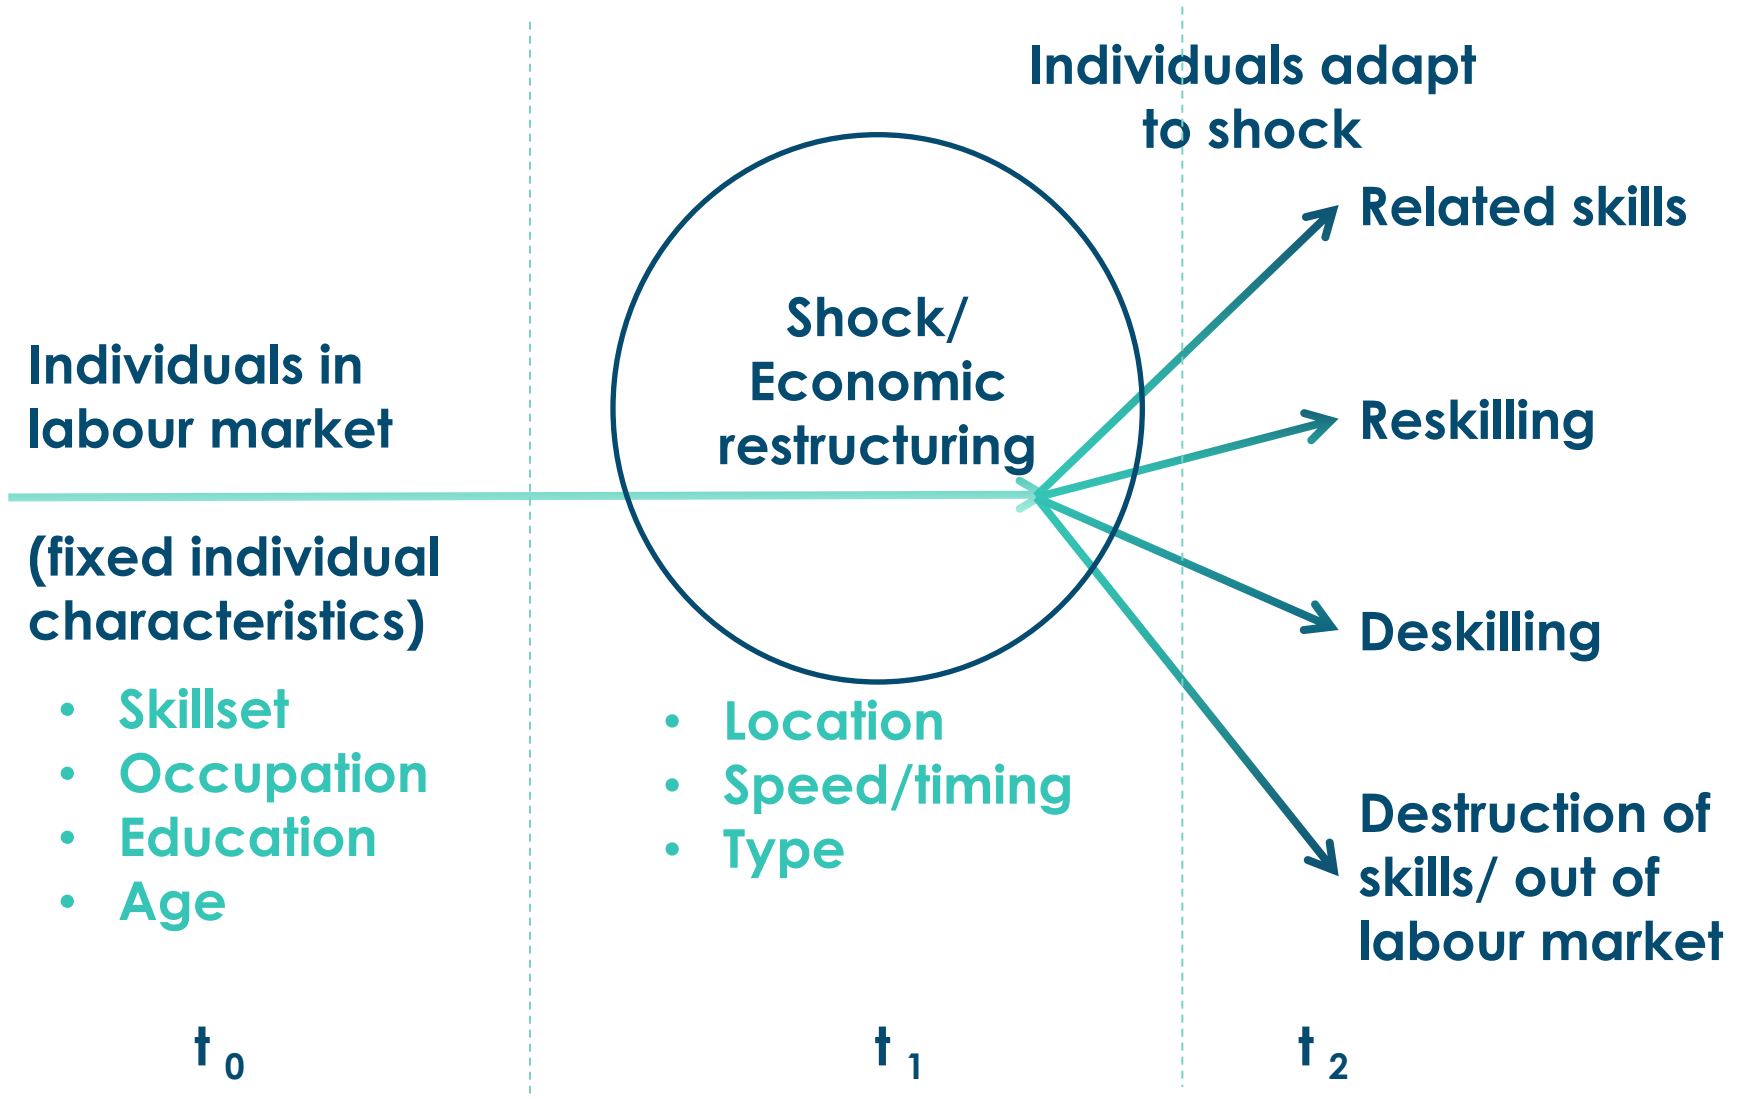 Individuals in
labour market
(fixed individual
characteristics)
• Skillset
• Occupation
• Education
• Age
t 0
Shock/
Economic
restructuring
• Location
• Speed/timing
• Type
t 1
Individuals adapt
to shock
Related skills
Reskilling
Deskilling
Destruction of
skills/ out of
labour market
t 2